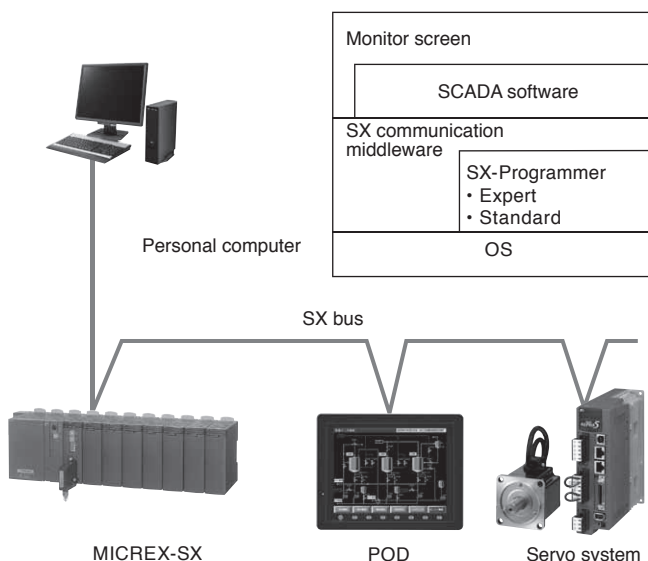 Monitor screen
SCADA software
SX communication
middleware
SX-Programmer
• Expert
• Standard
OS
Personal computer
SX bus
MICREX-SX
POD
Servo system